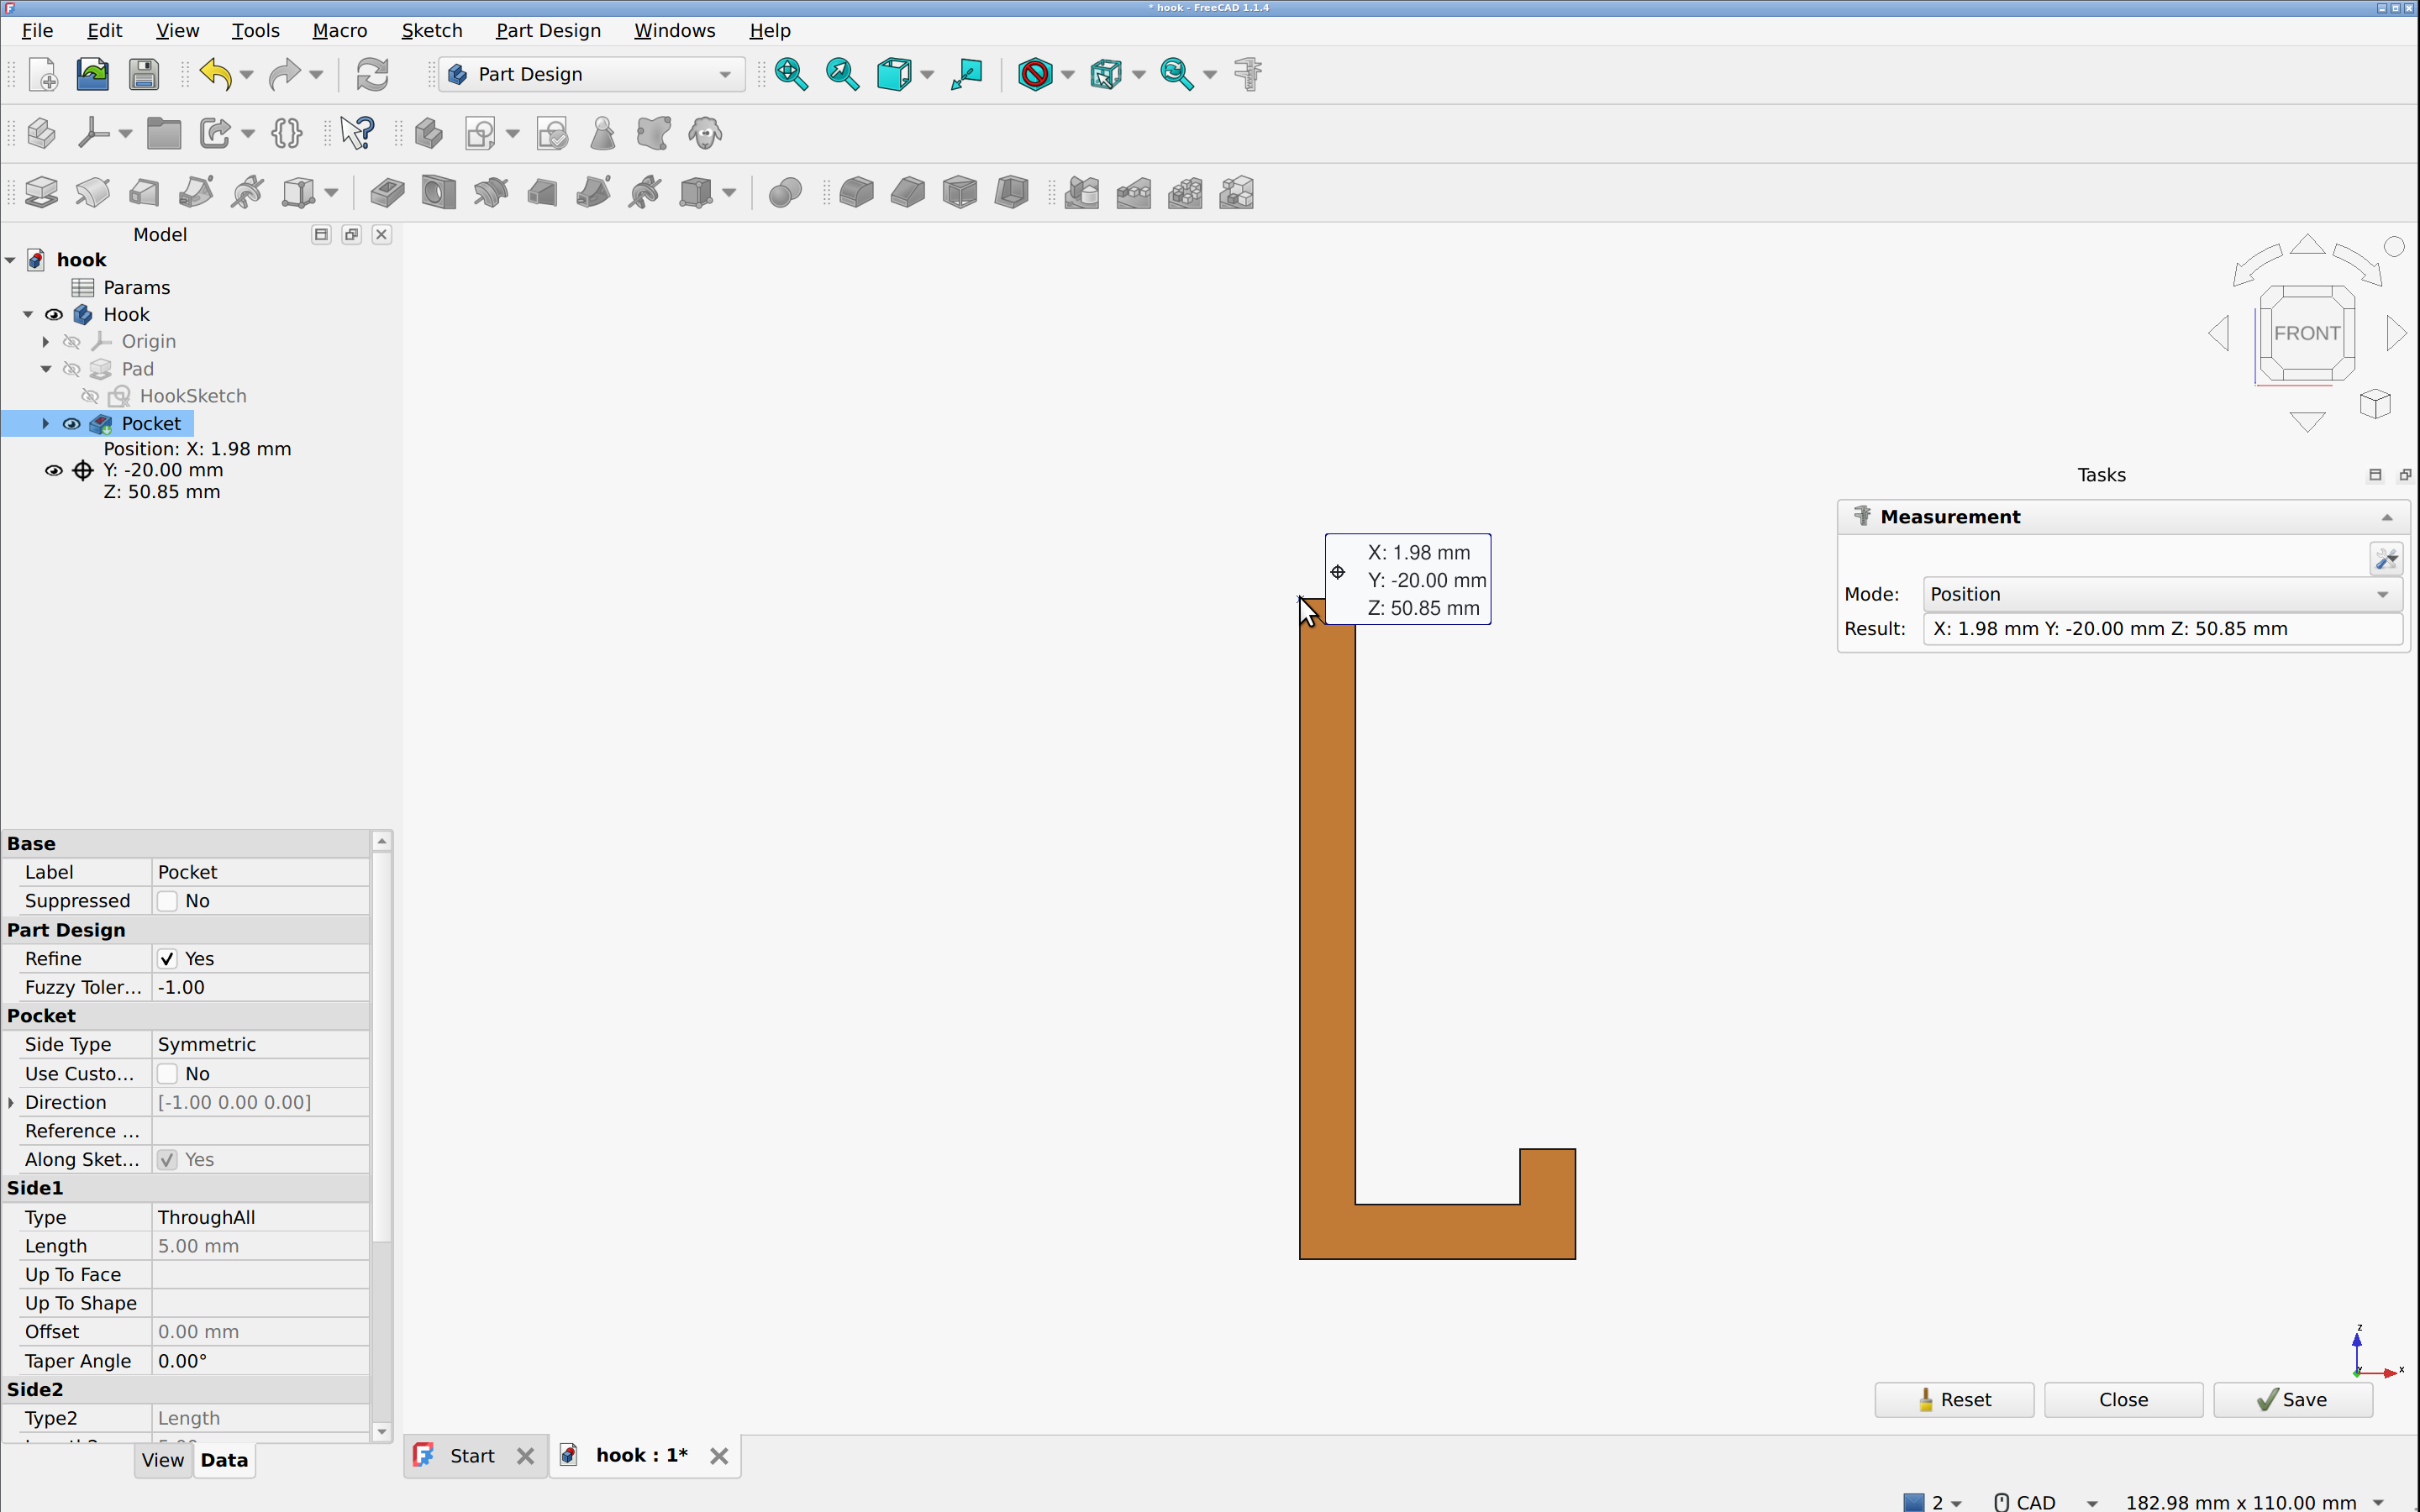 * hook - FreeCAD 1.1.4
File Edit View Tools Macro Sketch Part Design Windows Help
Part Design
Model
hook
Params
Hook
Origin
Pad
HookSketch
Pocket
Position: X: 1.98 mm
Y: -20.00 mm
Z: 50.85 mm
FRONT
Tasks
Measurement
Mode: Position
Result: X: 1.98 mm Y: -20.00 mm Z: 50.85 mm
X: 1.98 mm
Y: -20.00 mm
Z: 50.85 mm
Base
Label Pocket
Suppressed No
Part Design
Refine Yes
Fuzzy Toler... -1.00
Pocket
Side Type Symmetric
Use Custo... No
Direction [-1.00 0.00 0.00]
Reference ...
Along Sket... Yes
Side1
Type ThroughAll
Length 5.00 mm
Up To Face
Up To Shape
Offset 0.00 mm
Taper Angle 0.00°
Side2
Type2 Length
View Data
z
x
Reset Close Save
Start hook : 1*
2 CAD 182.98 mm x 110.00 mm